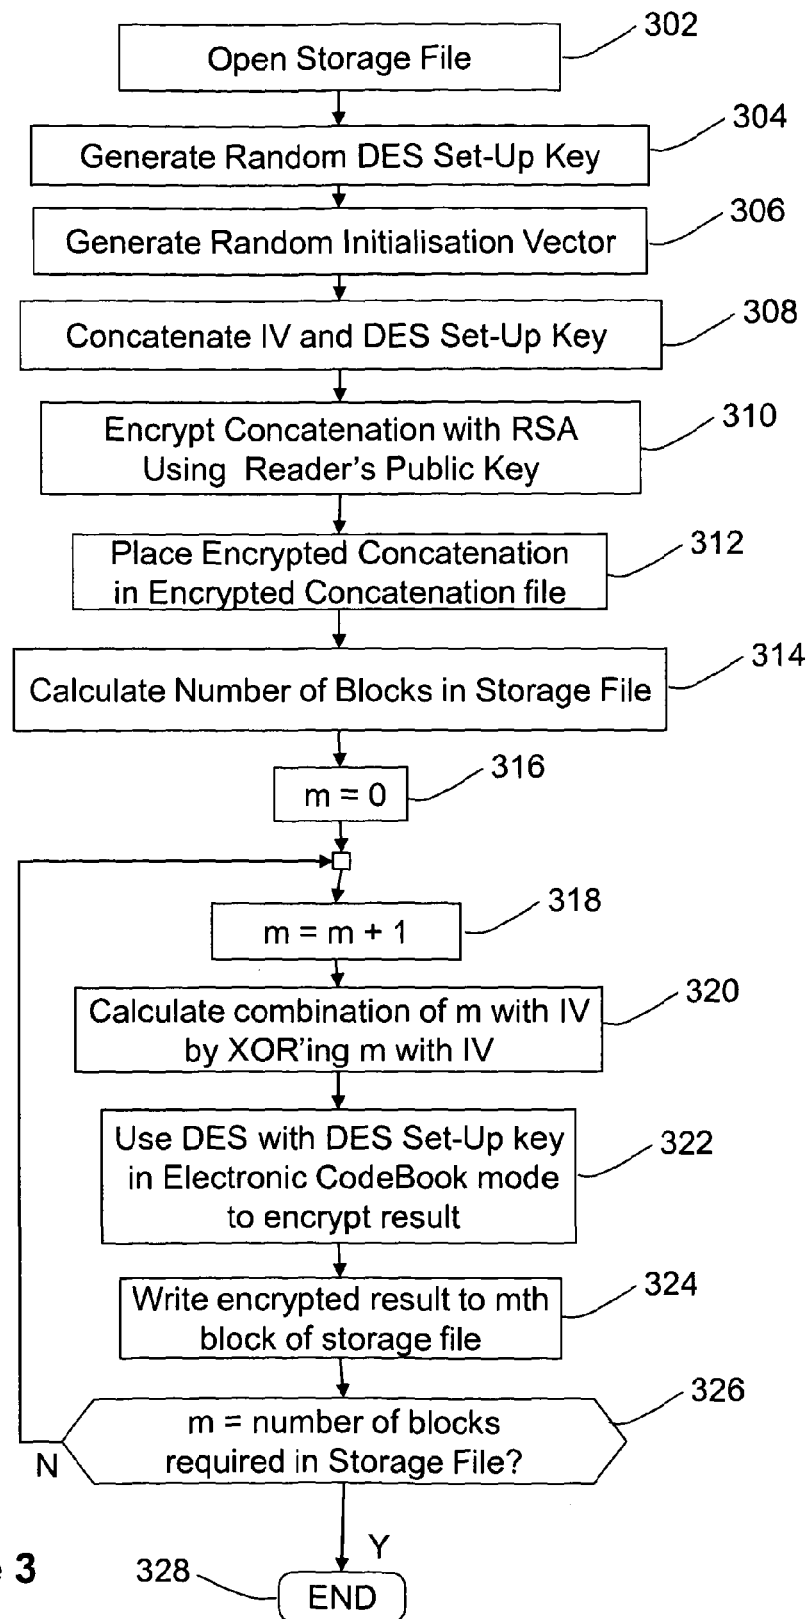 302
Open Storage File
304
Generate Random DES Set-Up Key
306
Generate Random Initialisation Vector
308
Concatenate IV and DES Set-Up Key
310
Encrypt Concatenation with RSA
Using Reader's Public Key
312
Place Encrypted Concatenation
in Encrypted Concatenation file
314
Calculate Number of Blocks in Storage File
316
m = 0
318
m = m + 1
320
Calculate combination of m with IV
by XOR'ing m with IV
322
Use DES with DES Set-Up key
in Electronic CodeBook mode
to encrypt result
324
Write encrypted result to mth
block of storage file
326
m = number of blocks
required in Storage File?
N
Y
3
328
END